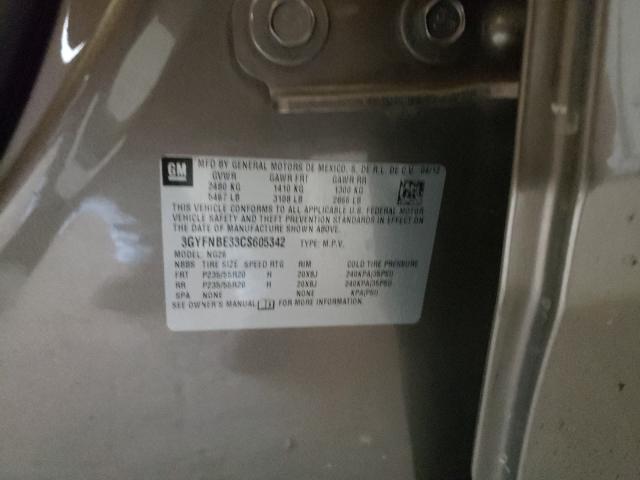 GM
MFD BY GENERAL MOTORS DE MEXICO, S. DE R.L. DE C.V. 04/12
GVWR GAWR FRT GAWR RR
2480 KG 1410 KG 1300 KG
5467 LB 3108 LB 2866 LB
THIS VEHICLE CONFORMS TO ALL APPLICABLE U.S. FEDERAL MOTOR
VEHICLE SAFETY AND THEFT PREVENTION STANDARDS IN EFFECT ON
THE DATE OF MANUFACTURE SHOWN ABOVE.
3GYFNBE33CS605342 TYPE: M.P.V.
MODEL: NG26
NG TIRE SIZE SPEED RTG RIM COLD TIRE PRESSURE
FRT P235/55R20 H 20X8J 240KPA(35PSI)
RR P235/55R20 H 20X8J 240KPA(35PSI)
SPA NONE NONE KPA(PSI)
SEE OWNER'S MANUAL FOR MORE INFORMATION.